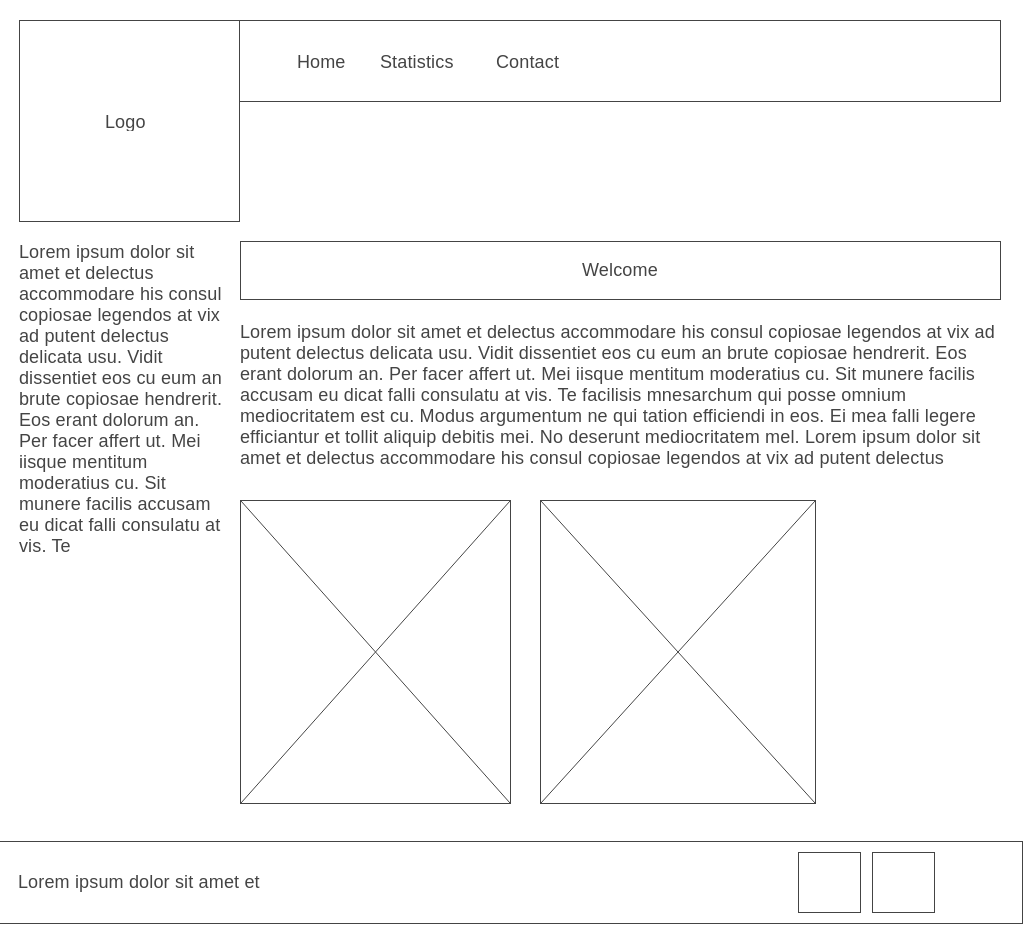 Home Statistics Contact
Logo
Lorem ipsum dolor sit
amet et delectus
accommodare his consul
copiosae legendos at vix
ad putent delectus
delicata usu. Vidit
dissentiet eos cu eum an
brute copiosae hendrerit.
Eos erant dolorum an.
Per facer affert ut. Mei
iisque mentitum
moderatius cu. Sit
munere facilis accusam
eu dicat falli consulatu at
vis. Te
Welcome
Lorem ipsum dolor sit amet et delectus accommodare his consul copiosae legendos at vix ad
putent delectus delicata usu. Vidit dissentiet eos cu eum an brute copiosae hendrerit. Eos
erant dolorum an. Per facer affert ut. Mei iisque mentitum moderatius cu. Sit munere facilis
accusam eu dicat falli consulatu at vis. Te facilisis mnesarchum qui posse omnium
mediocritatem est cu. Modus argumentum ne qui tation efficiendi in eos. Ei mea falli legere
efficiantur et tollit aliquip debitis mei. No deserunt mediocritatem mel. Lorem ipsum dolor sit
amet et delectus accommodare his consul copiosae legendos at vix ad putent delectus
Lorem ipsum dolor sit amet et